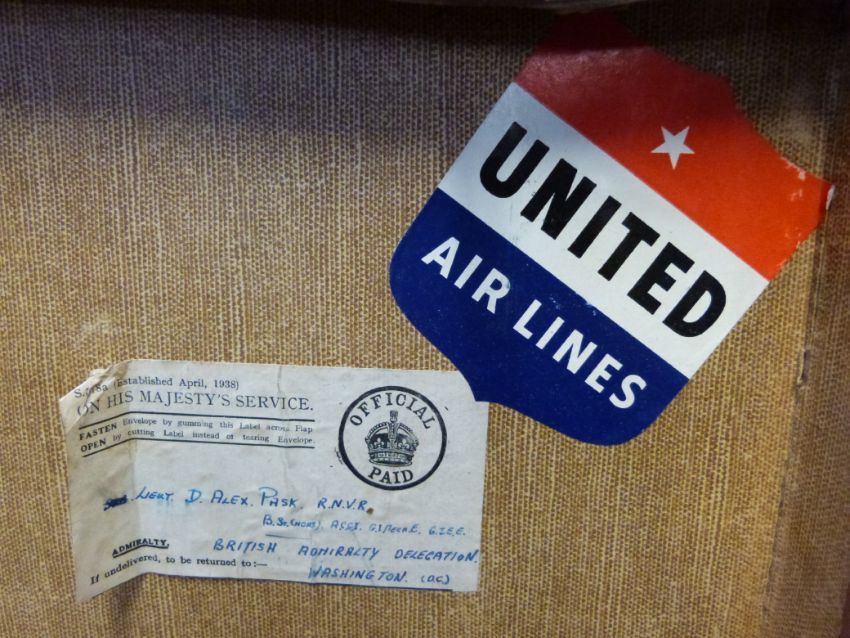 UNITED
AIR LINES
(Established April, 1938)
ON HIS MAJESTY'S SERVICE.
FASTEN Envelope by gumming this Label across Flap
OPEN by cutting Label instead of tearing Envelope.
OFFICIAL
PAID
LIEUT. D. ALEX. PASK. R.N.V.R.
B.Sc.(HONS), ASST. G.I.MECH.E. G.I.E.E.
BRITISH ADMIRALTY DELEGATION.
WASHINGTON. (D.C.)
ADMIRALTY.
If undelivered, to be returned to:—